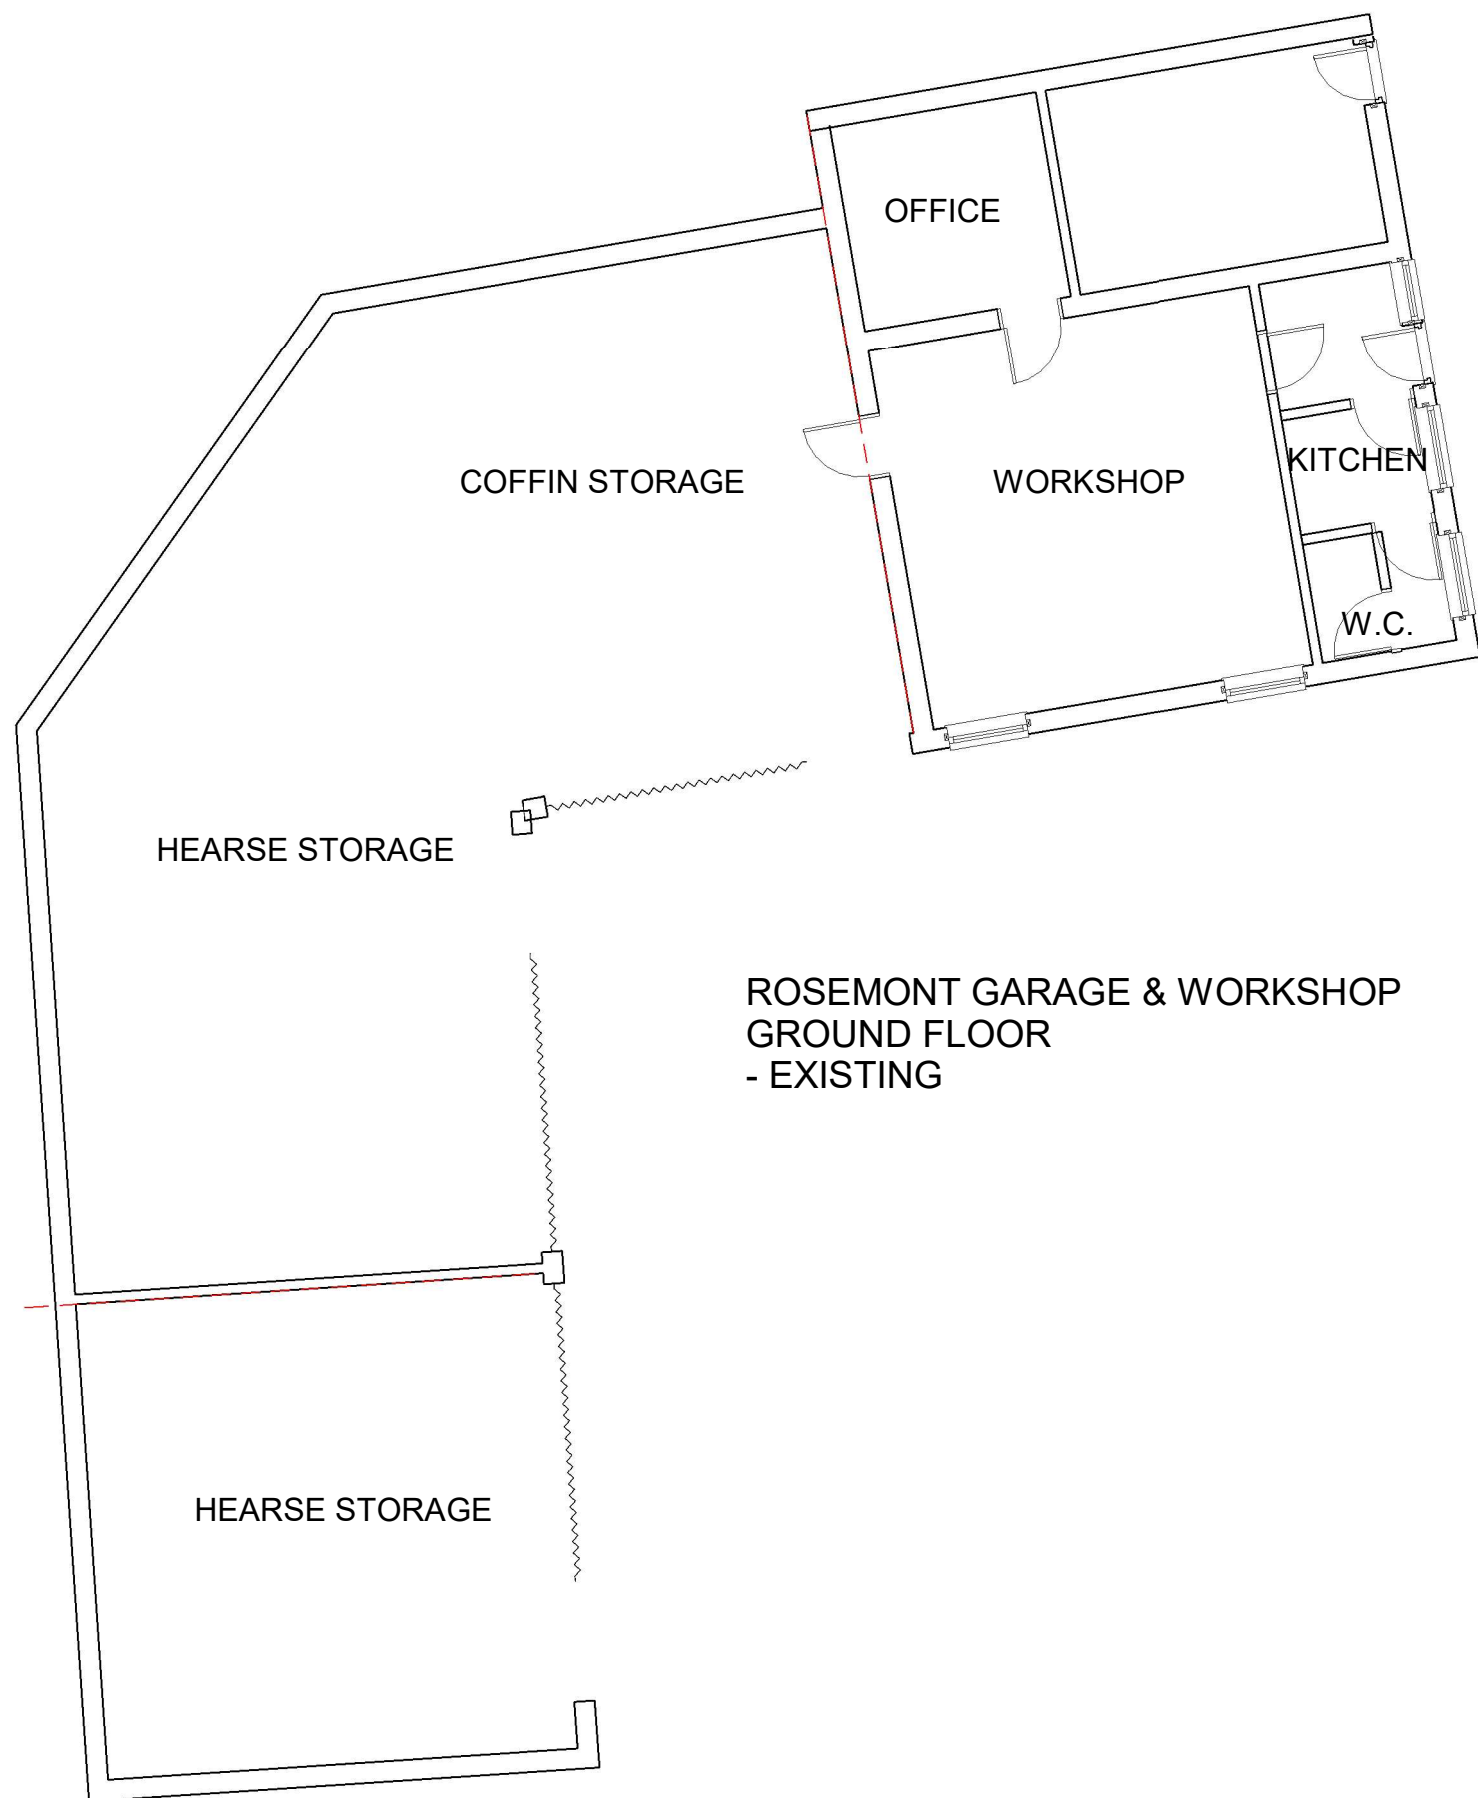 OFFICE
COFFIN STORAGE
WORKSHOP
KITCHEN
W.C.
HEARSE STORAGE
ROSEMONT GARAGE & WORKSHOP
GROUND FLOOR
- EXISTING
HEARSE STORAGE